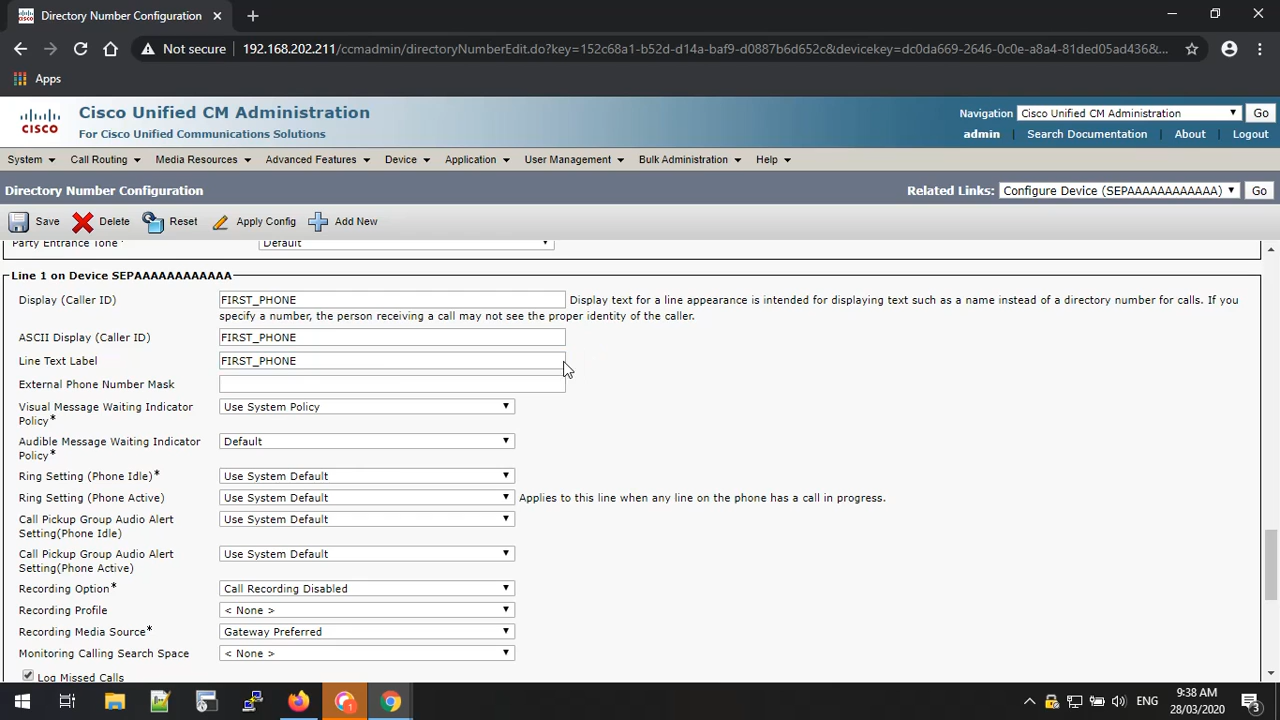 Directory Number Configuration
Not secure 192.168.202.211/ccmadmin/directoryNumberEdit.do?key=152c68a1-b52d-d14a-baf9-d0887b6d652c&devicekey=dc0da669-2646-0c0e-a8a4-81ded05ad436&...
Apps
CISCO
Cisco Unified CM Administration
For Cisco Unified Communications Solutions
Navigation Cisco Unified CM Administration Go
admin Search Documentation About Logout
System Call Routing Media Resources Advanced Features Device Application User Management Bulk Administration Help
Directory Number Configuration Related Links: Configure Device (SEPAAAAAAAAAAAA) Go
Save Delete Reset Apply Config Add New
Party Entrance Tone* Default
Line 1 on Device SEPAAAAAAAAAAAA
Display (Caller ID) FIRST_PHONE Display text for a line appearance is intended for displaying text such as a name instead of a directory number for calls. If you
specify a number, the person receiving a call may not see the proper identity of the caller.
ASCII Display (Caller ID) FIRST_PHONE
Line Text Label FIRST_PHONE
External Phone Number Mask
Visual Message Waiting Indicator Use System Policy
Policy*
Audible Message Waiting Indicator Default
Policy*
Ring Setting (Phone Idle)* Use System Default
Ring Setting (Phone Active) Use System Default Applies to this line when any line on the phone has a call in progress.
Call Pickup Group Audio Alert Use System Default
Setting(Phone Idle)
Call Pickup Group Audio Alert Use System Default
Setting(Phone Active)
Recording Option* Call Recording Disabled
Recording Profile < None >
Recording Media Source* Gateway Preferred
Monitoring Calling Search Space < None >
Log Missed Calls
ENG 9:38 AM
28/03/2020
3
1